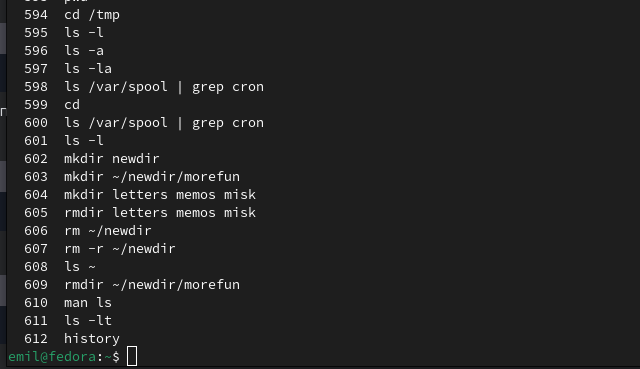 594 cd /tmp
595 ls -l
596 ls -a
597 ls -la
598 ls /var/spool | grep cron
599 cd
600 ls /var/spool | grep cron
601 ls -l
602 mkdir newdir
603 mkdir ~/newdir/morefun
604 mkdir letters memos misk
605 rmdir letters memos misk
606 rm ~/newdir
607 rm -r ~/newdir
608 ls ~
609 rmdir ~/newdir/morefun
610 man ls
611 ls -lt
612 history
emil@fedora:~$